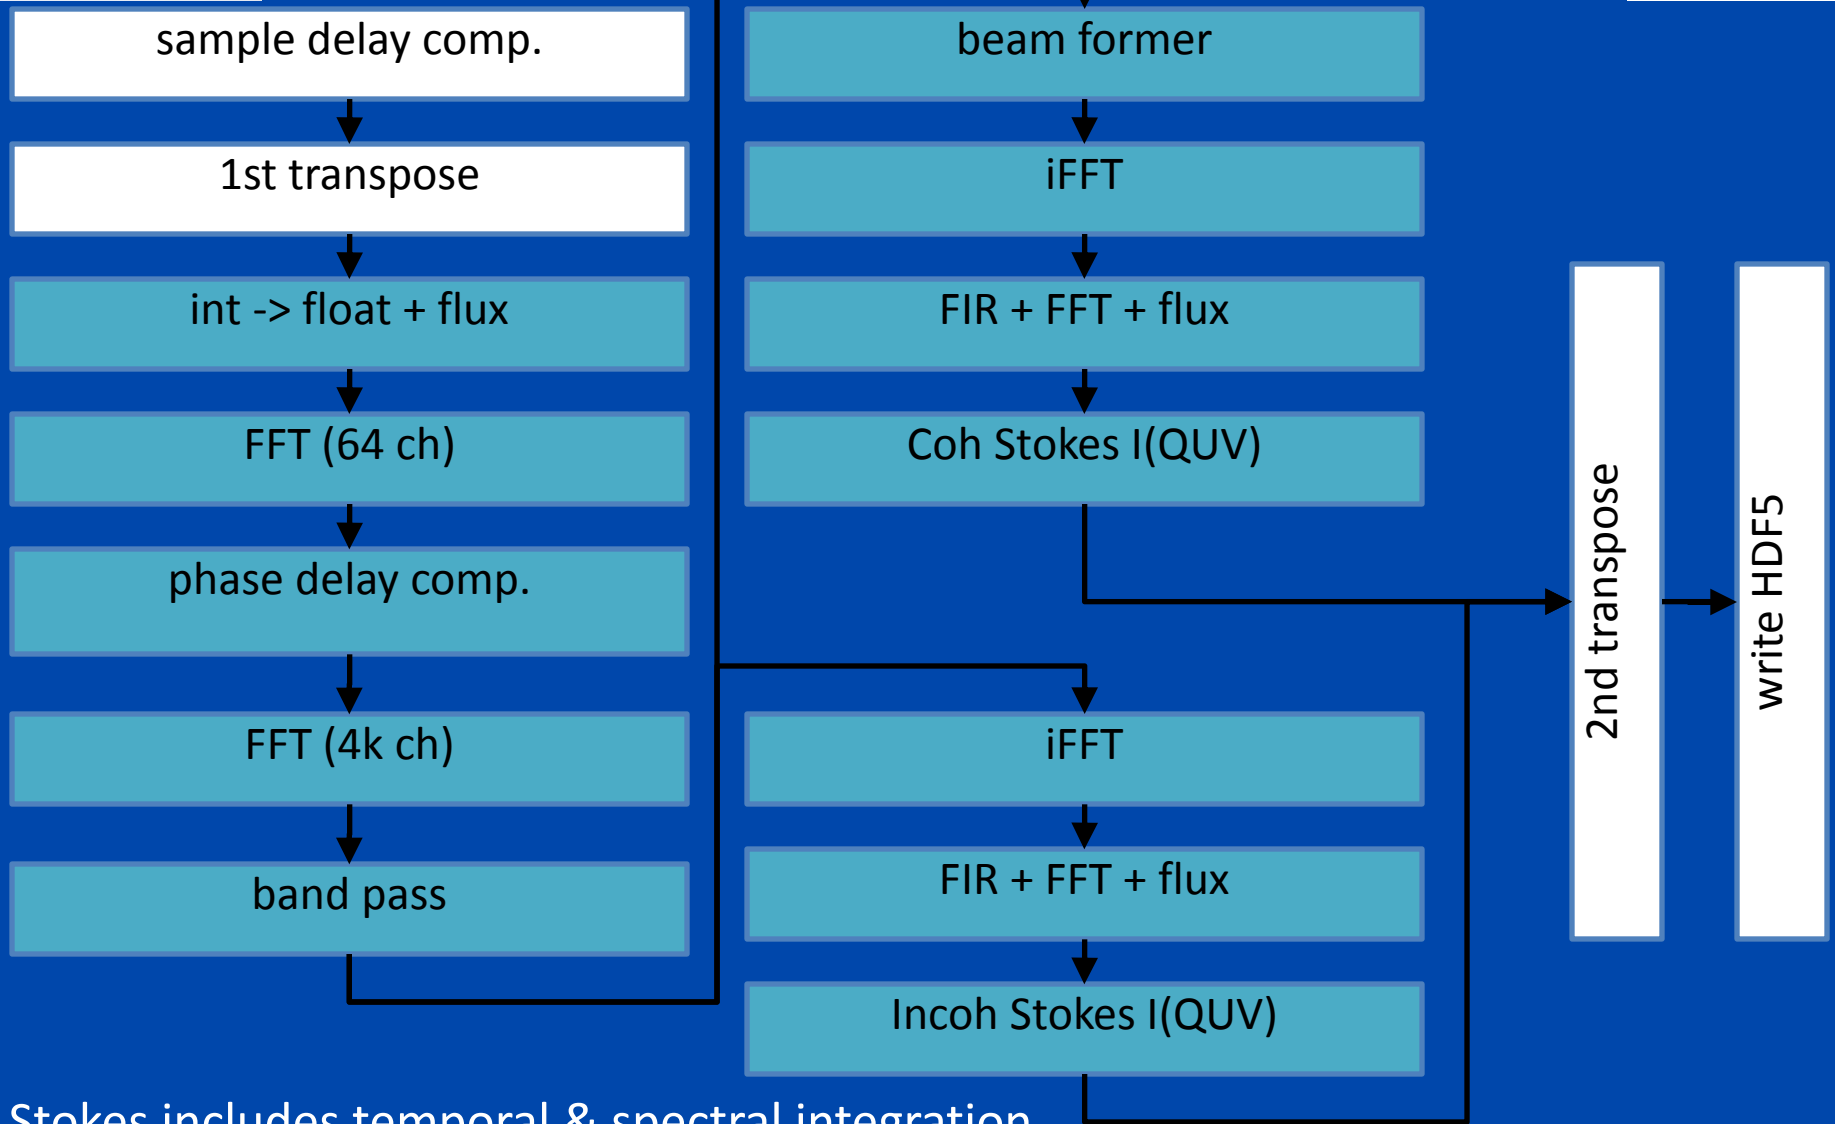 sample delay comp.
1st transpose
int -> float + flux
FFT (64 ch)
phase delay comp.
FFT (4k ch)
band pass
beam former
iFFT
FIR + FFT + flux
Coh Stokes I(QUV)
iFFT
FIR + FFT + flux
Incoh Stokes I(QUV)
2nd transpose
write HDF5
Stokes includes temporal & spectral integration